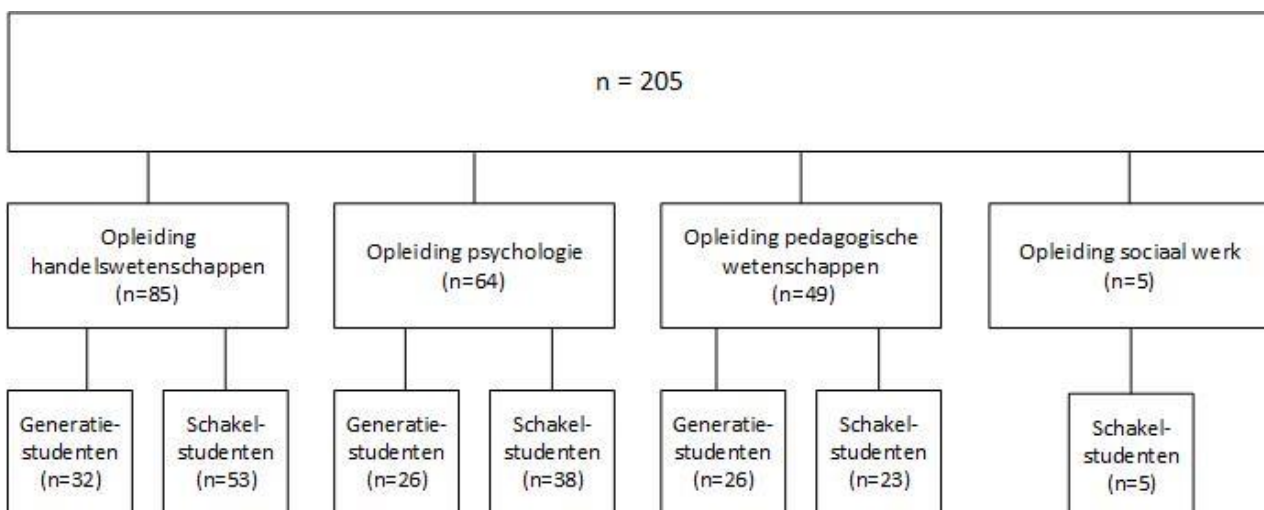 n = 205
Opleiding
handelswetenschappen
(n=85)
Opleiding psychologie
(n=64)
Opleiding pedagogische
wetenschappen
(n=49)
Opleiding sociaal werk
(n=5)
Generatie-
studenten
(n=32)
Schakel-
studenten
(n=53)
Generatie-
studenten
(n=26)
Schakel-
studenten
(n=38)
Generatie-
studenten
(n=26)
Schakel-
studenten
(n=23)
Schakel-
studenten
(n=5)